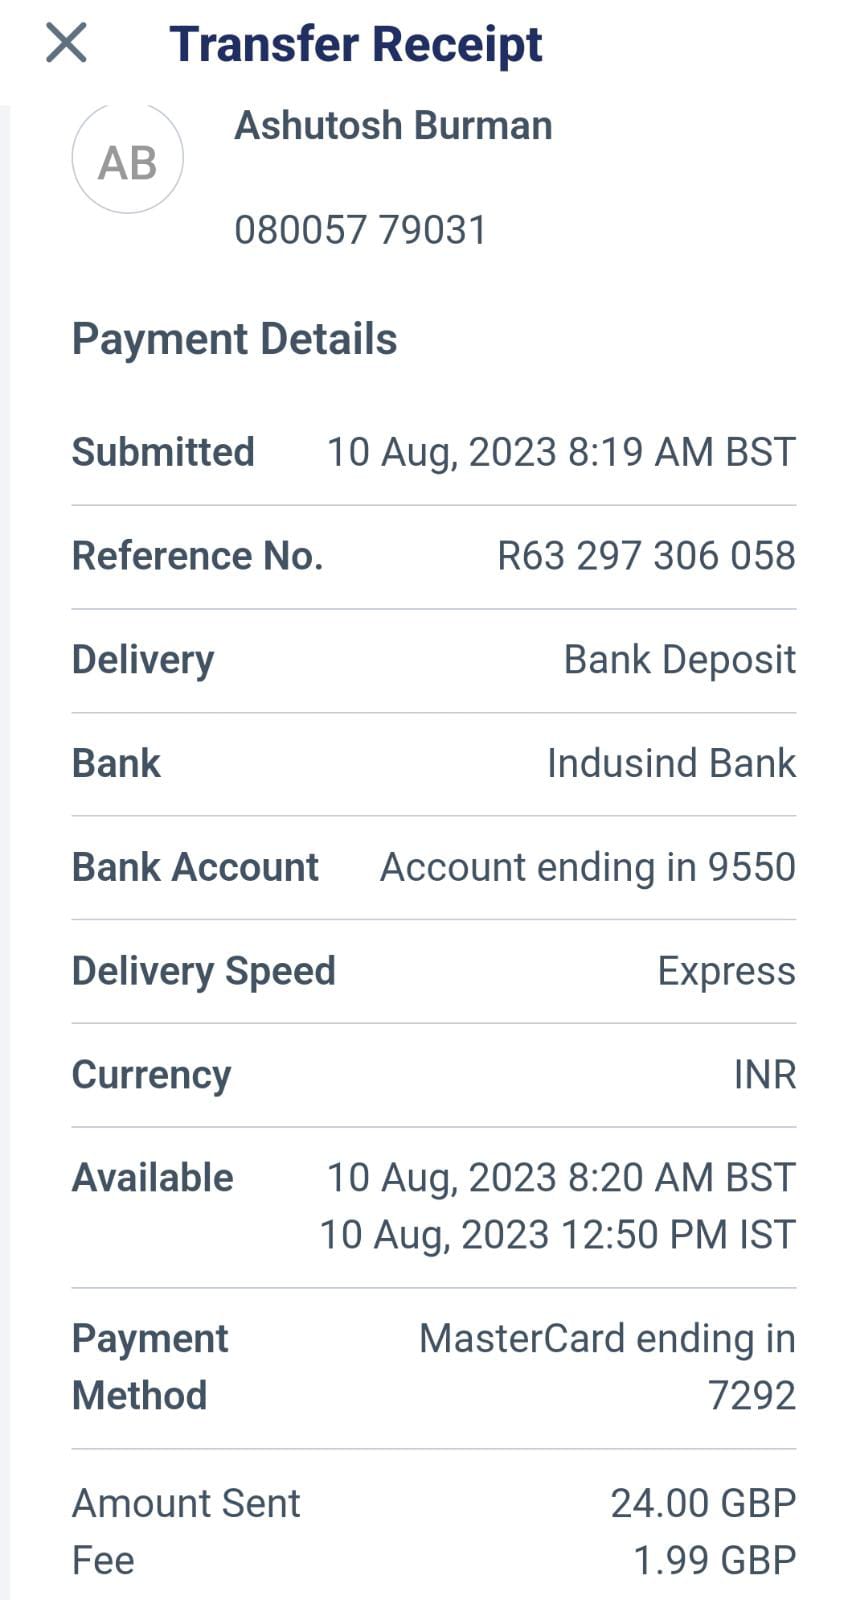 Transfer Receipt
AB
Ashutosh Burman
080057 79031
Payment Details
Submitted 10 Aug, 2023 8:19 AM BST
Reference No. R63 297 306 058
Delivery Bank Deposit
Bank Indusind Bank
Bank Account Account ending in 9550
Delivery Speed Express
Currency INR
Available 10 Aug, 2023 8:20 AM BST
10 Aug, 2023 12:50 PM IST
Payment MasterCard ending in
Method 7292
Amount Sent 24.00 GBP
Fee 1.99 GBP